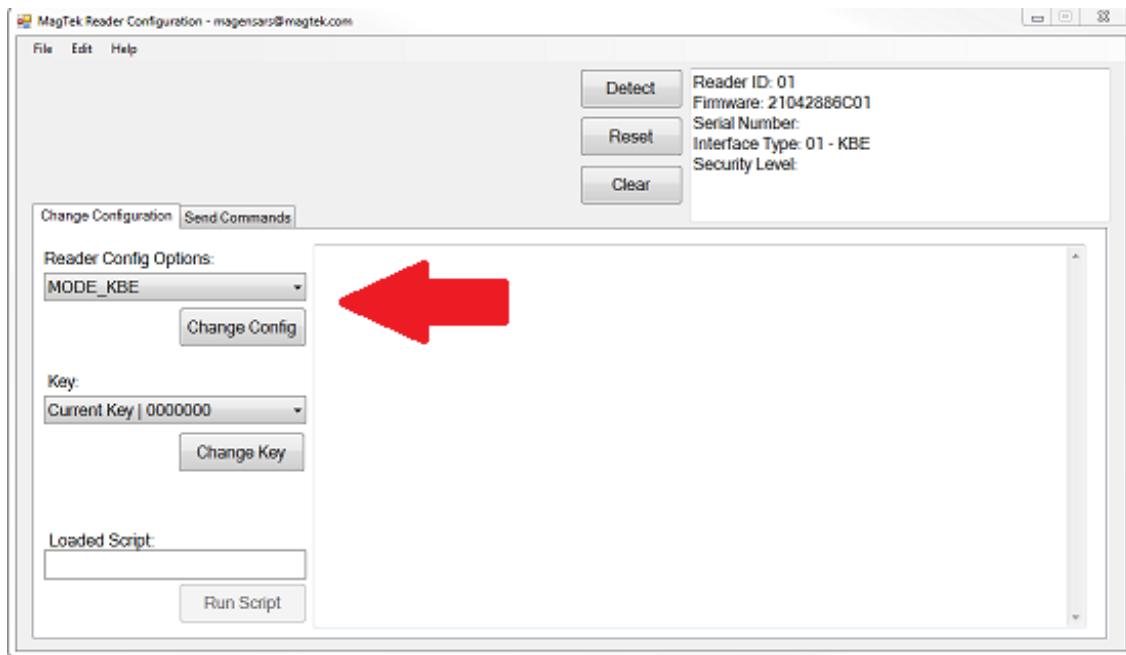 MagTek Reader Configuration - magensars@magtek.com
File Edit Help
Detect
Reset
Clear
Reader ID: 01
Firmware: 21042886C01
Serial Number:
Interface Type: 01 - KBE
Security Level:
Change Configuration
Send Commands
Reader Config Options:
MODE_KBE
Change Config
Key:
Current Key | 0000000
Change Key
Loaded Script:
Run Script